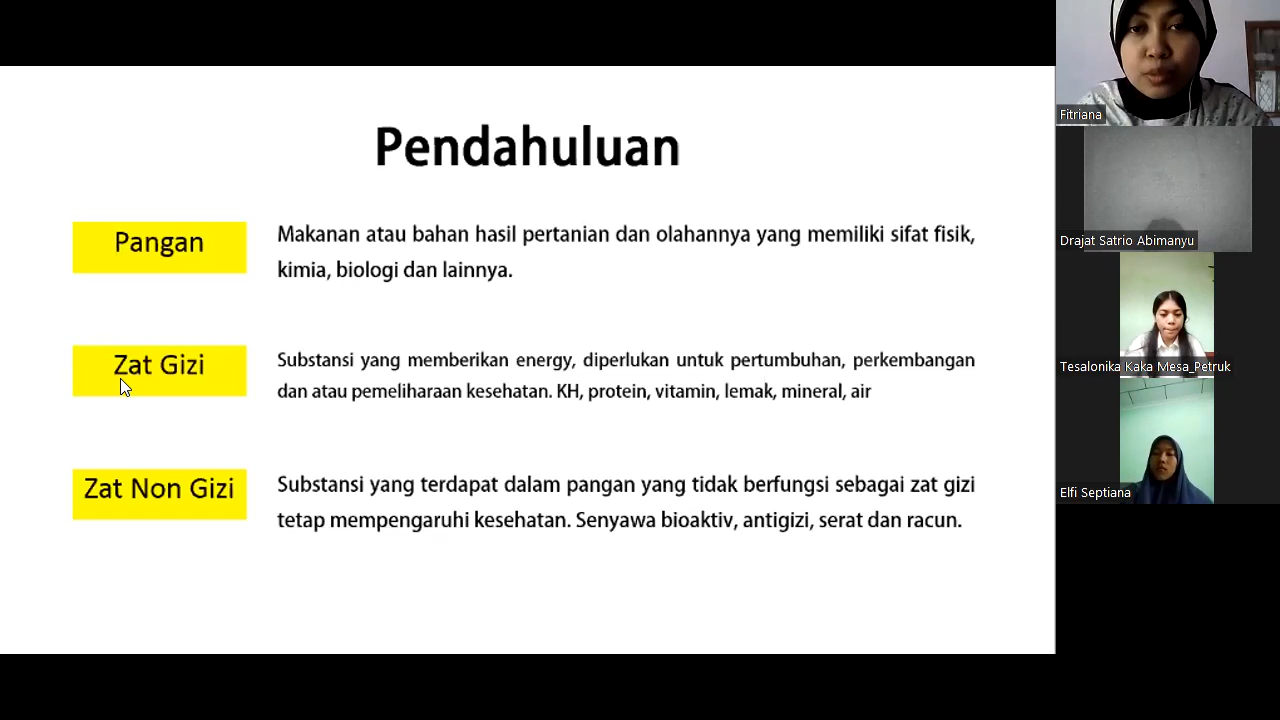 Pendahuluan
Pangan
Makanan atau bahan hasil pertanian dan olahannya yang memiliki sifat fisik,
kimia, biologi dan lainnya.
Zat Gizi
Substansi yang memberikan energy, diperlukan untuk pertumbuhan, perkembangan
dan atau pemeliharaan kesehatan. KH, protein, vitamin, lemak, mineral, air
Zat Non Gizi
Substansi yang terdapat dalam pangan yang tidak berfungsi sebagai zat gizi
tetap mempengaruhi kesehatan. Senyawa bioaktiv, antigizi, serat dan racun.
Fitriana
Drajat Satrio Abimanyu
Tesalonika Kaka Mesa_Petruk
Elfi Septiana